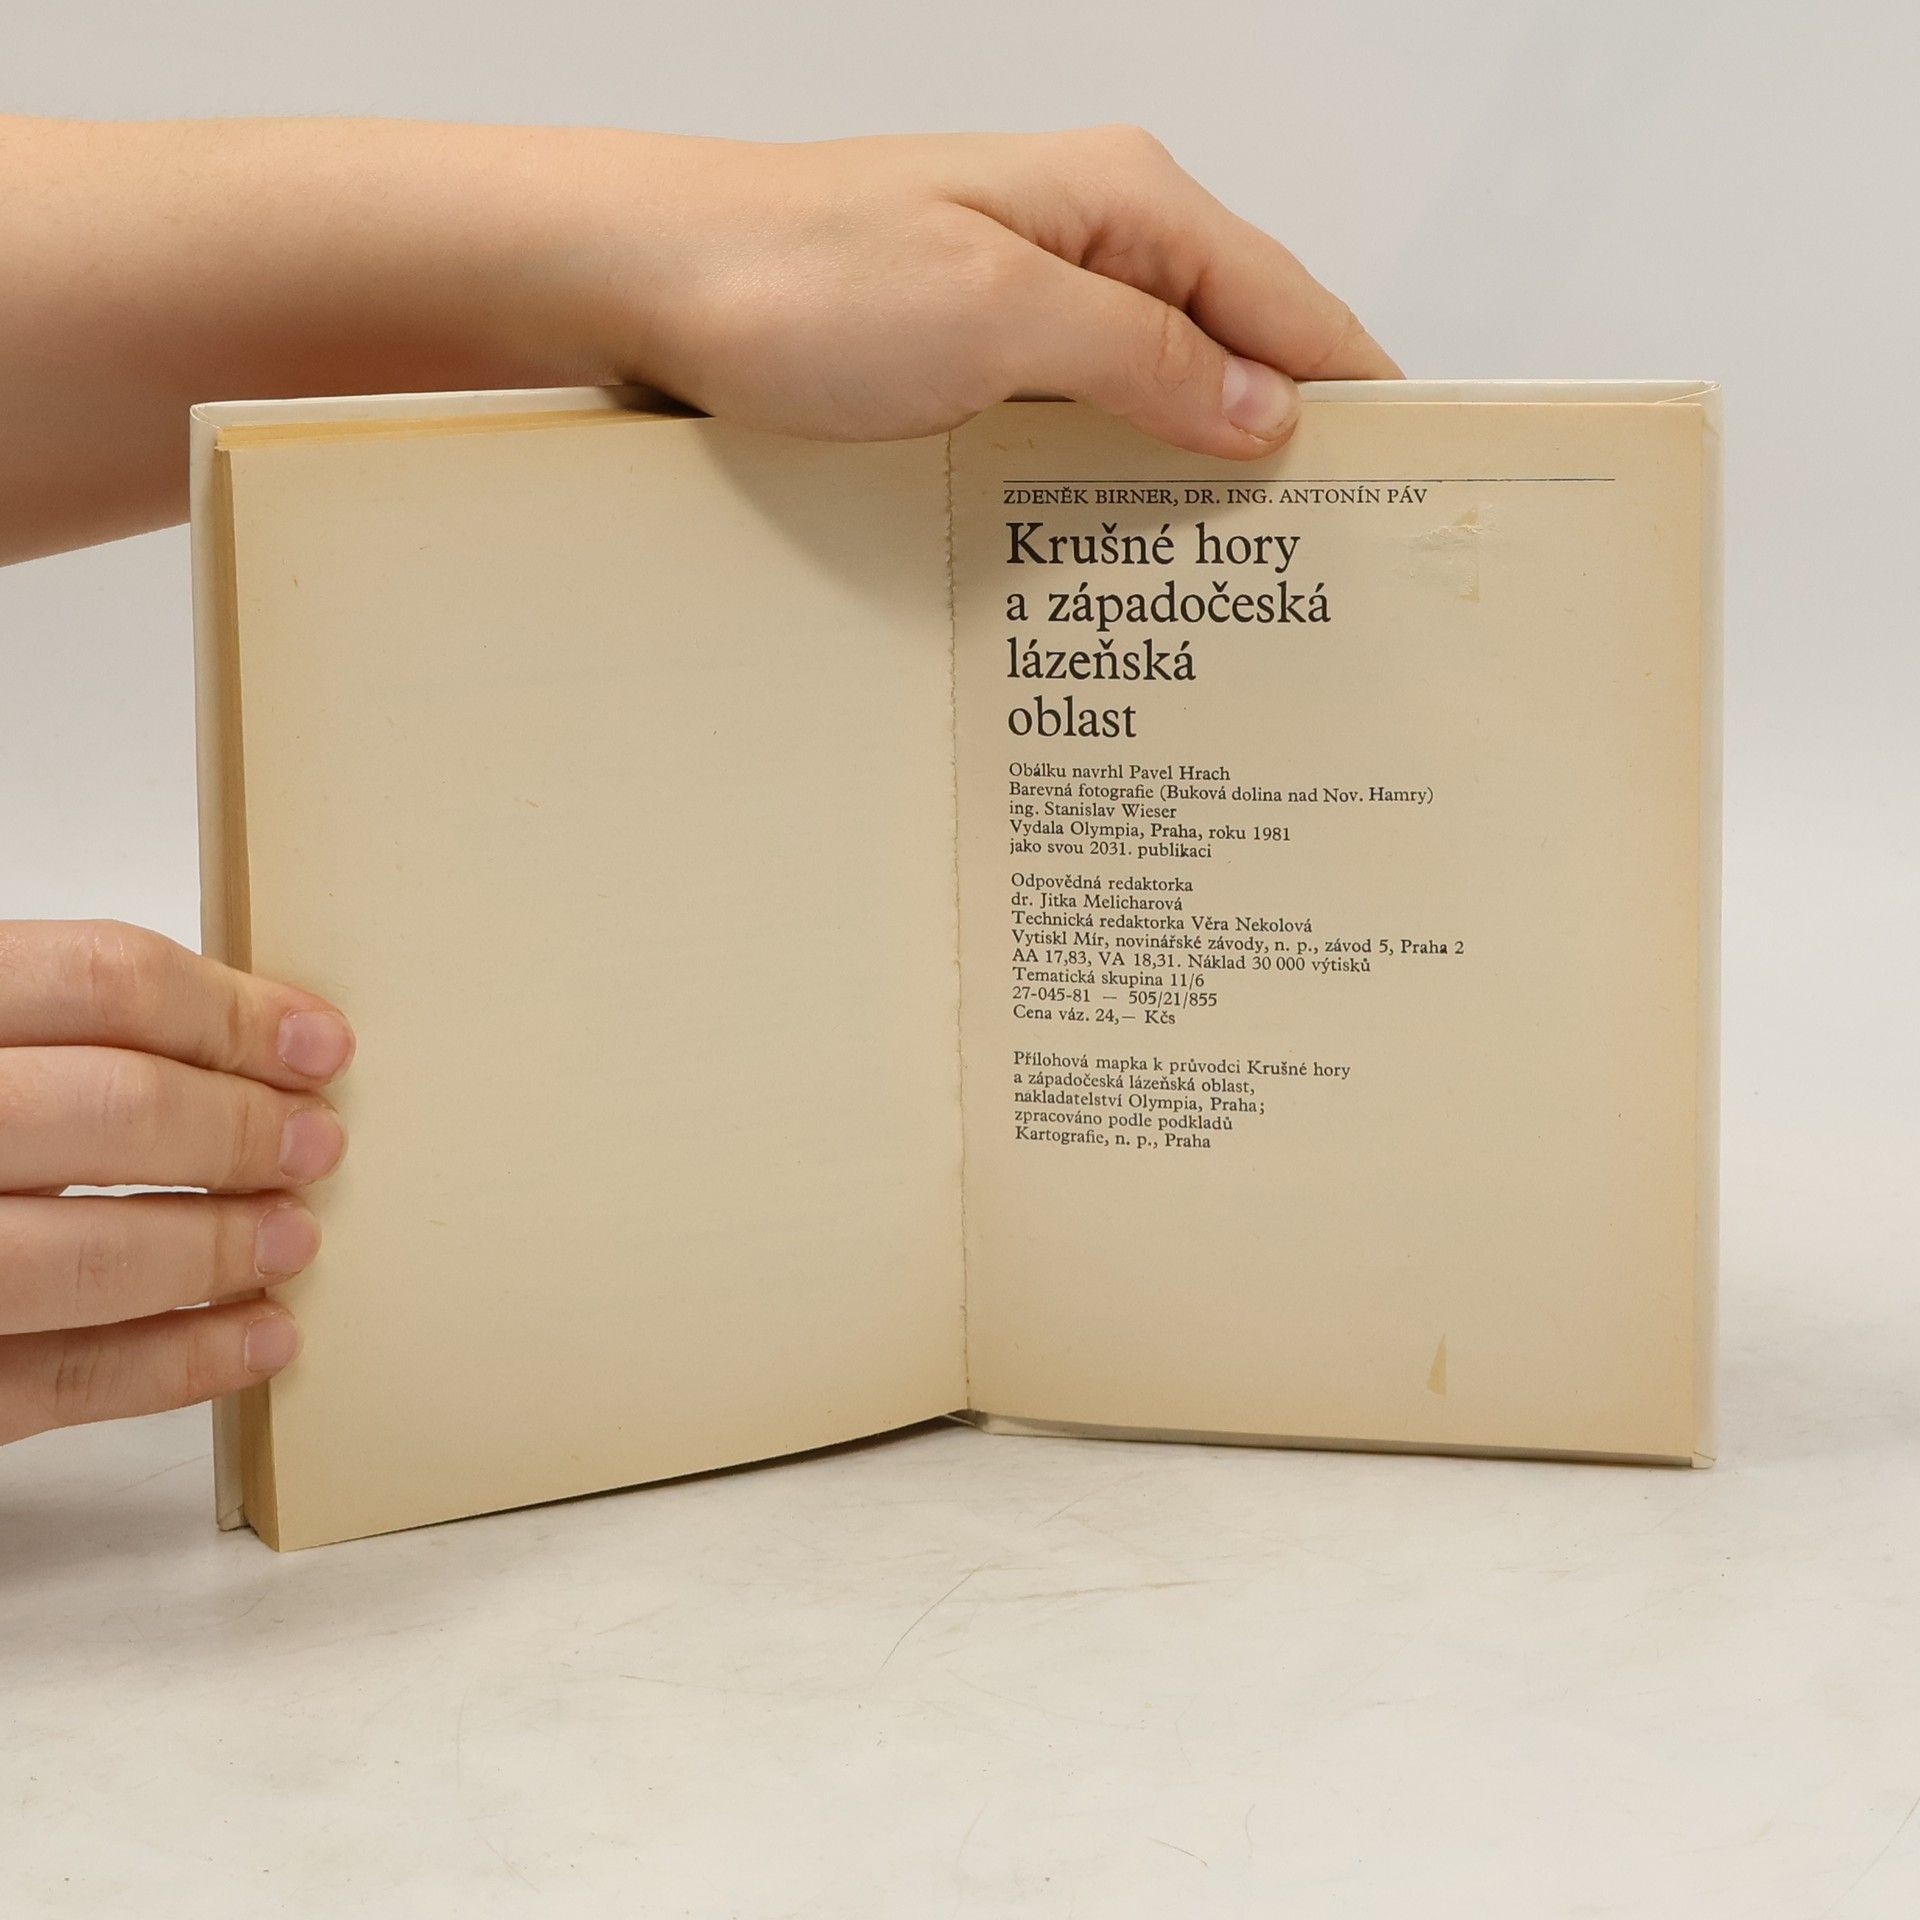 ZDENĚK BIRNER, DR. ING. ANTONÍN PÁV
Krušné hory
a západočeská
lázeňská
oblast
Obálku navrhl Pavel Hrach
Barevná fotografie (Buková dolina nad Nov. Hamry)
ing. Stanislav Wieser
Vydala Olympia, Praha, roku 1981
jako svou 2031. publikaci
Odpovědná redaktorka
dr. Jitka Melicharová
Technická redaktorka Věra Nekolová
Vytiskl Mír, novinářské závody, n. p., závod 5, Praha 2
AA 17,83, VA 18,31. Náklad 30 000 výtisků
Tematická skupina 11/6
27-045-81 — 505/21/855
Cena váz. 24,— Kčs
Přílohová mapka k průvodci Krušné hory
a západočeská lázeňská oblast,
nakladatelství Olympia, Praha;
zpracováno podle podkladů
Kartografie, n. p., Praha